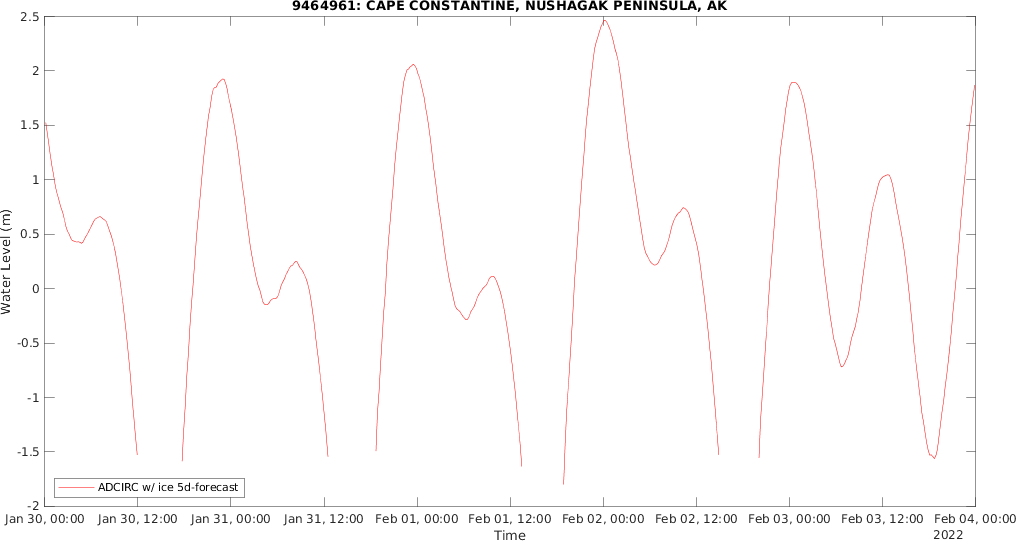 9464961: CAPE CONSTANTINE, NUSHAGAK PENINSULA, AK
2.5
2
1.5
1
0.5
0
-0.5
-1
-1.5
-2
Water Level (m)
ADCIRC w/ ice 5d-forecast
Jan 30, 00:00 Jan 30, 12:00 Jan 31, 00:00 Jan 31, 12:00 Feb 01, 00:00 Feb 01, 12:00 Feb 02, 00:00 Feb 02, 12:00 Feb 03, 00:00 Feb 03, 12:00 Feb 04, 00:00
Time
2022